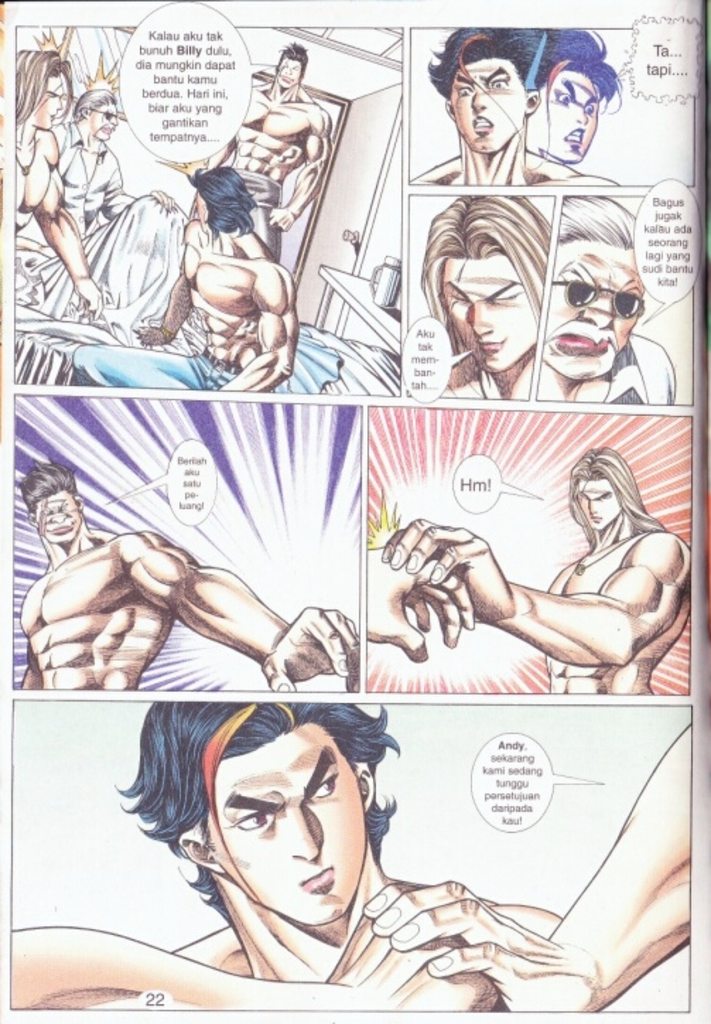 Kalau aku tak
bunuh Billy dulu,
dia mungkin dapat
bantu kamu
berdua. Hari ini,
biar aku yang
gantikan
tempatnya....
Ta...
tapi....
Aku
tak
mem-
ban-
tah....
Bagus
jugak
kalau ada
seorang
lagi yang
sudi bantu
kita!
Berilah
aku
satu
pe-
luang!
Hm!
Andy,
sekarang
kami sedang
tunggu
persetujuan
daripada
kau!
22